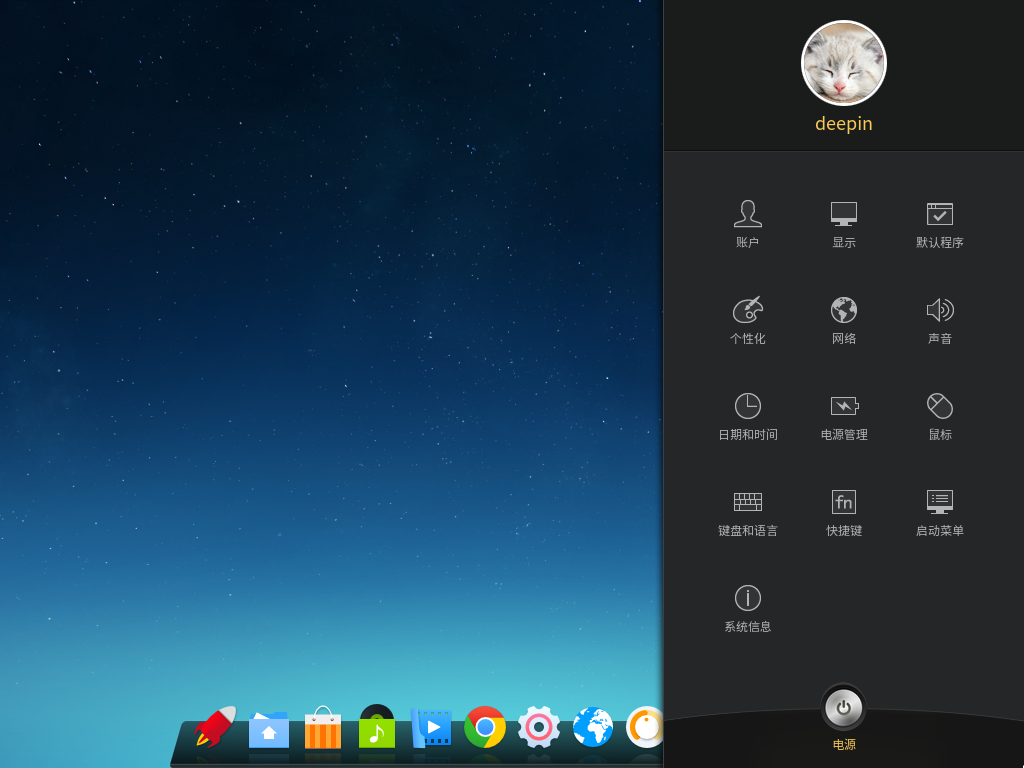 deepin
账户
显示
默认程序
个性化
网络
声音
日期和时间
电源管理
鼠标
键盘和语言
fn
快捷键
启动菜单
系统信息
电源